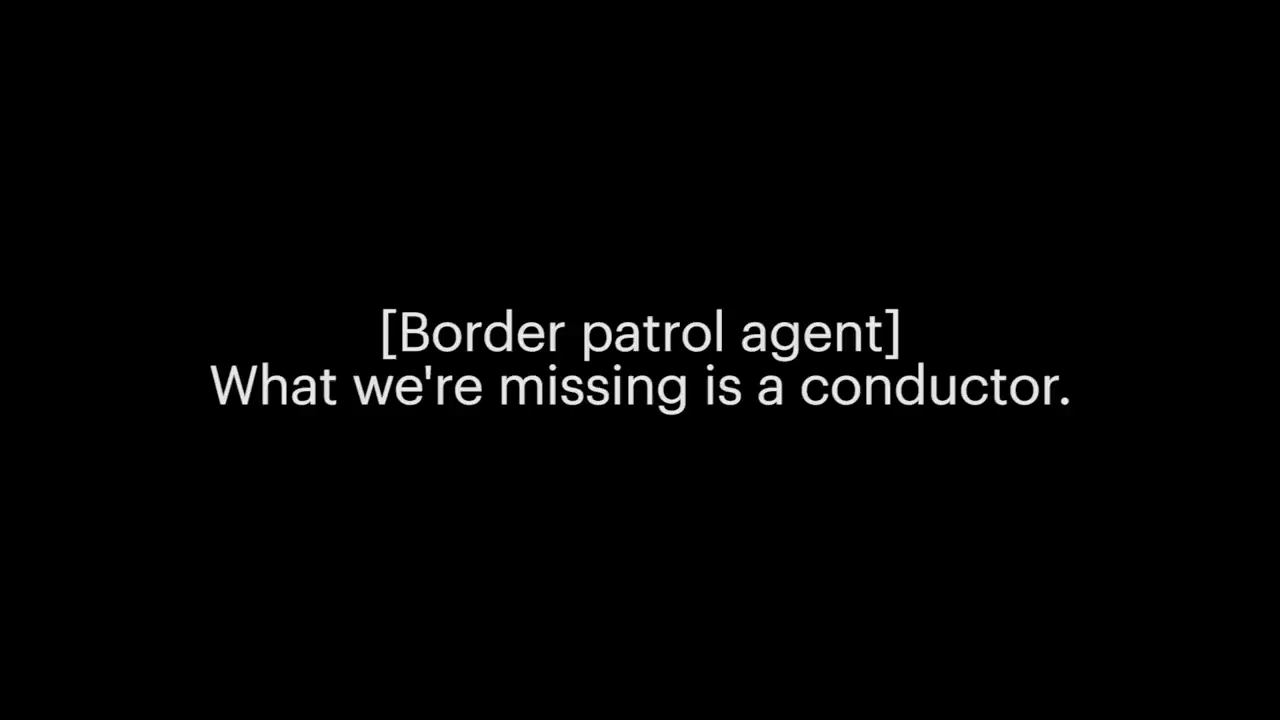 [Border patrol agent]
What we're missing is a conductor.